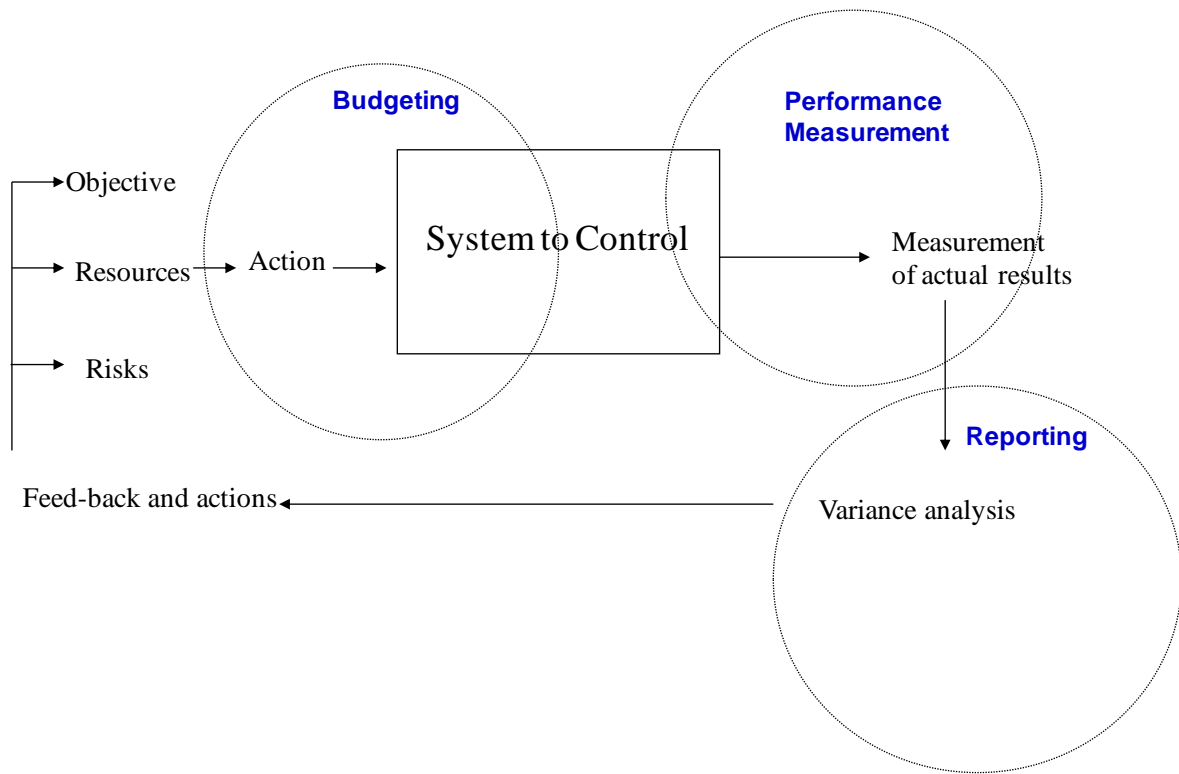 Budgeting
Performance
Measurement
Objective
System to Control
Measurement
of actual results
Resources
Action
Risks
Reporting
Feed-back and actions
Variance analysis